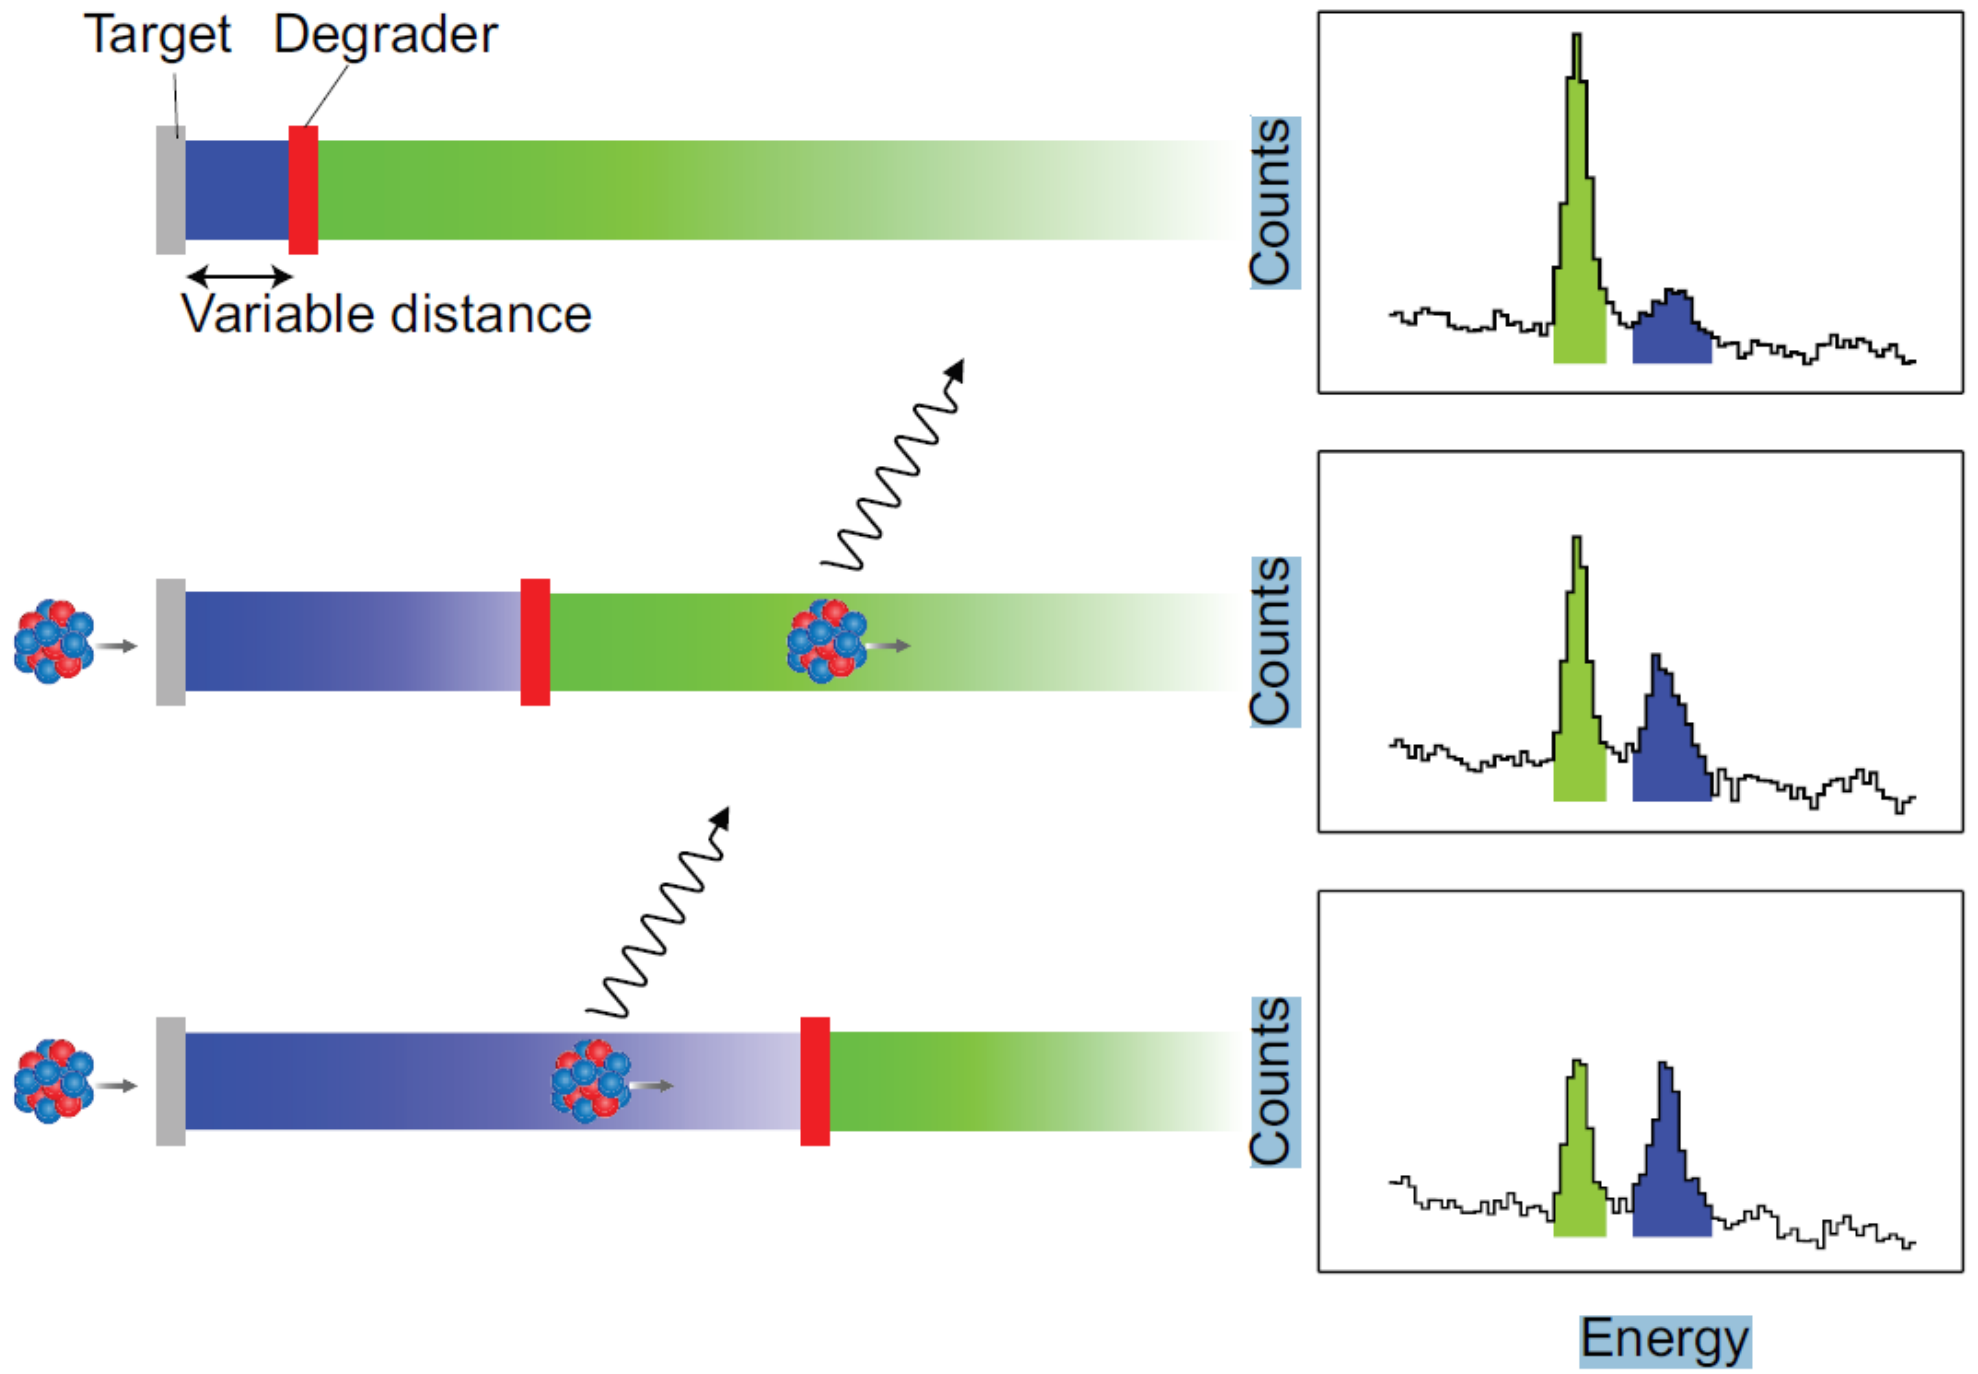 Target
Degrader
Variable distance
Counts
Counts
Counts
Energy